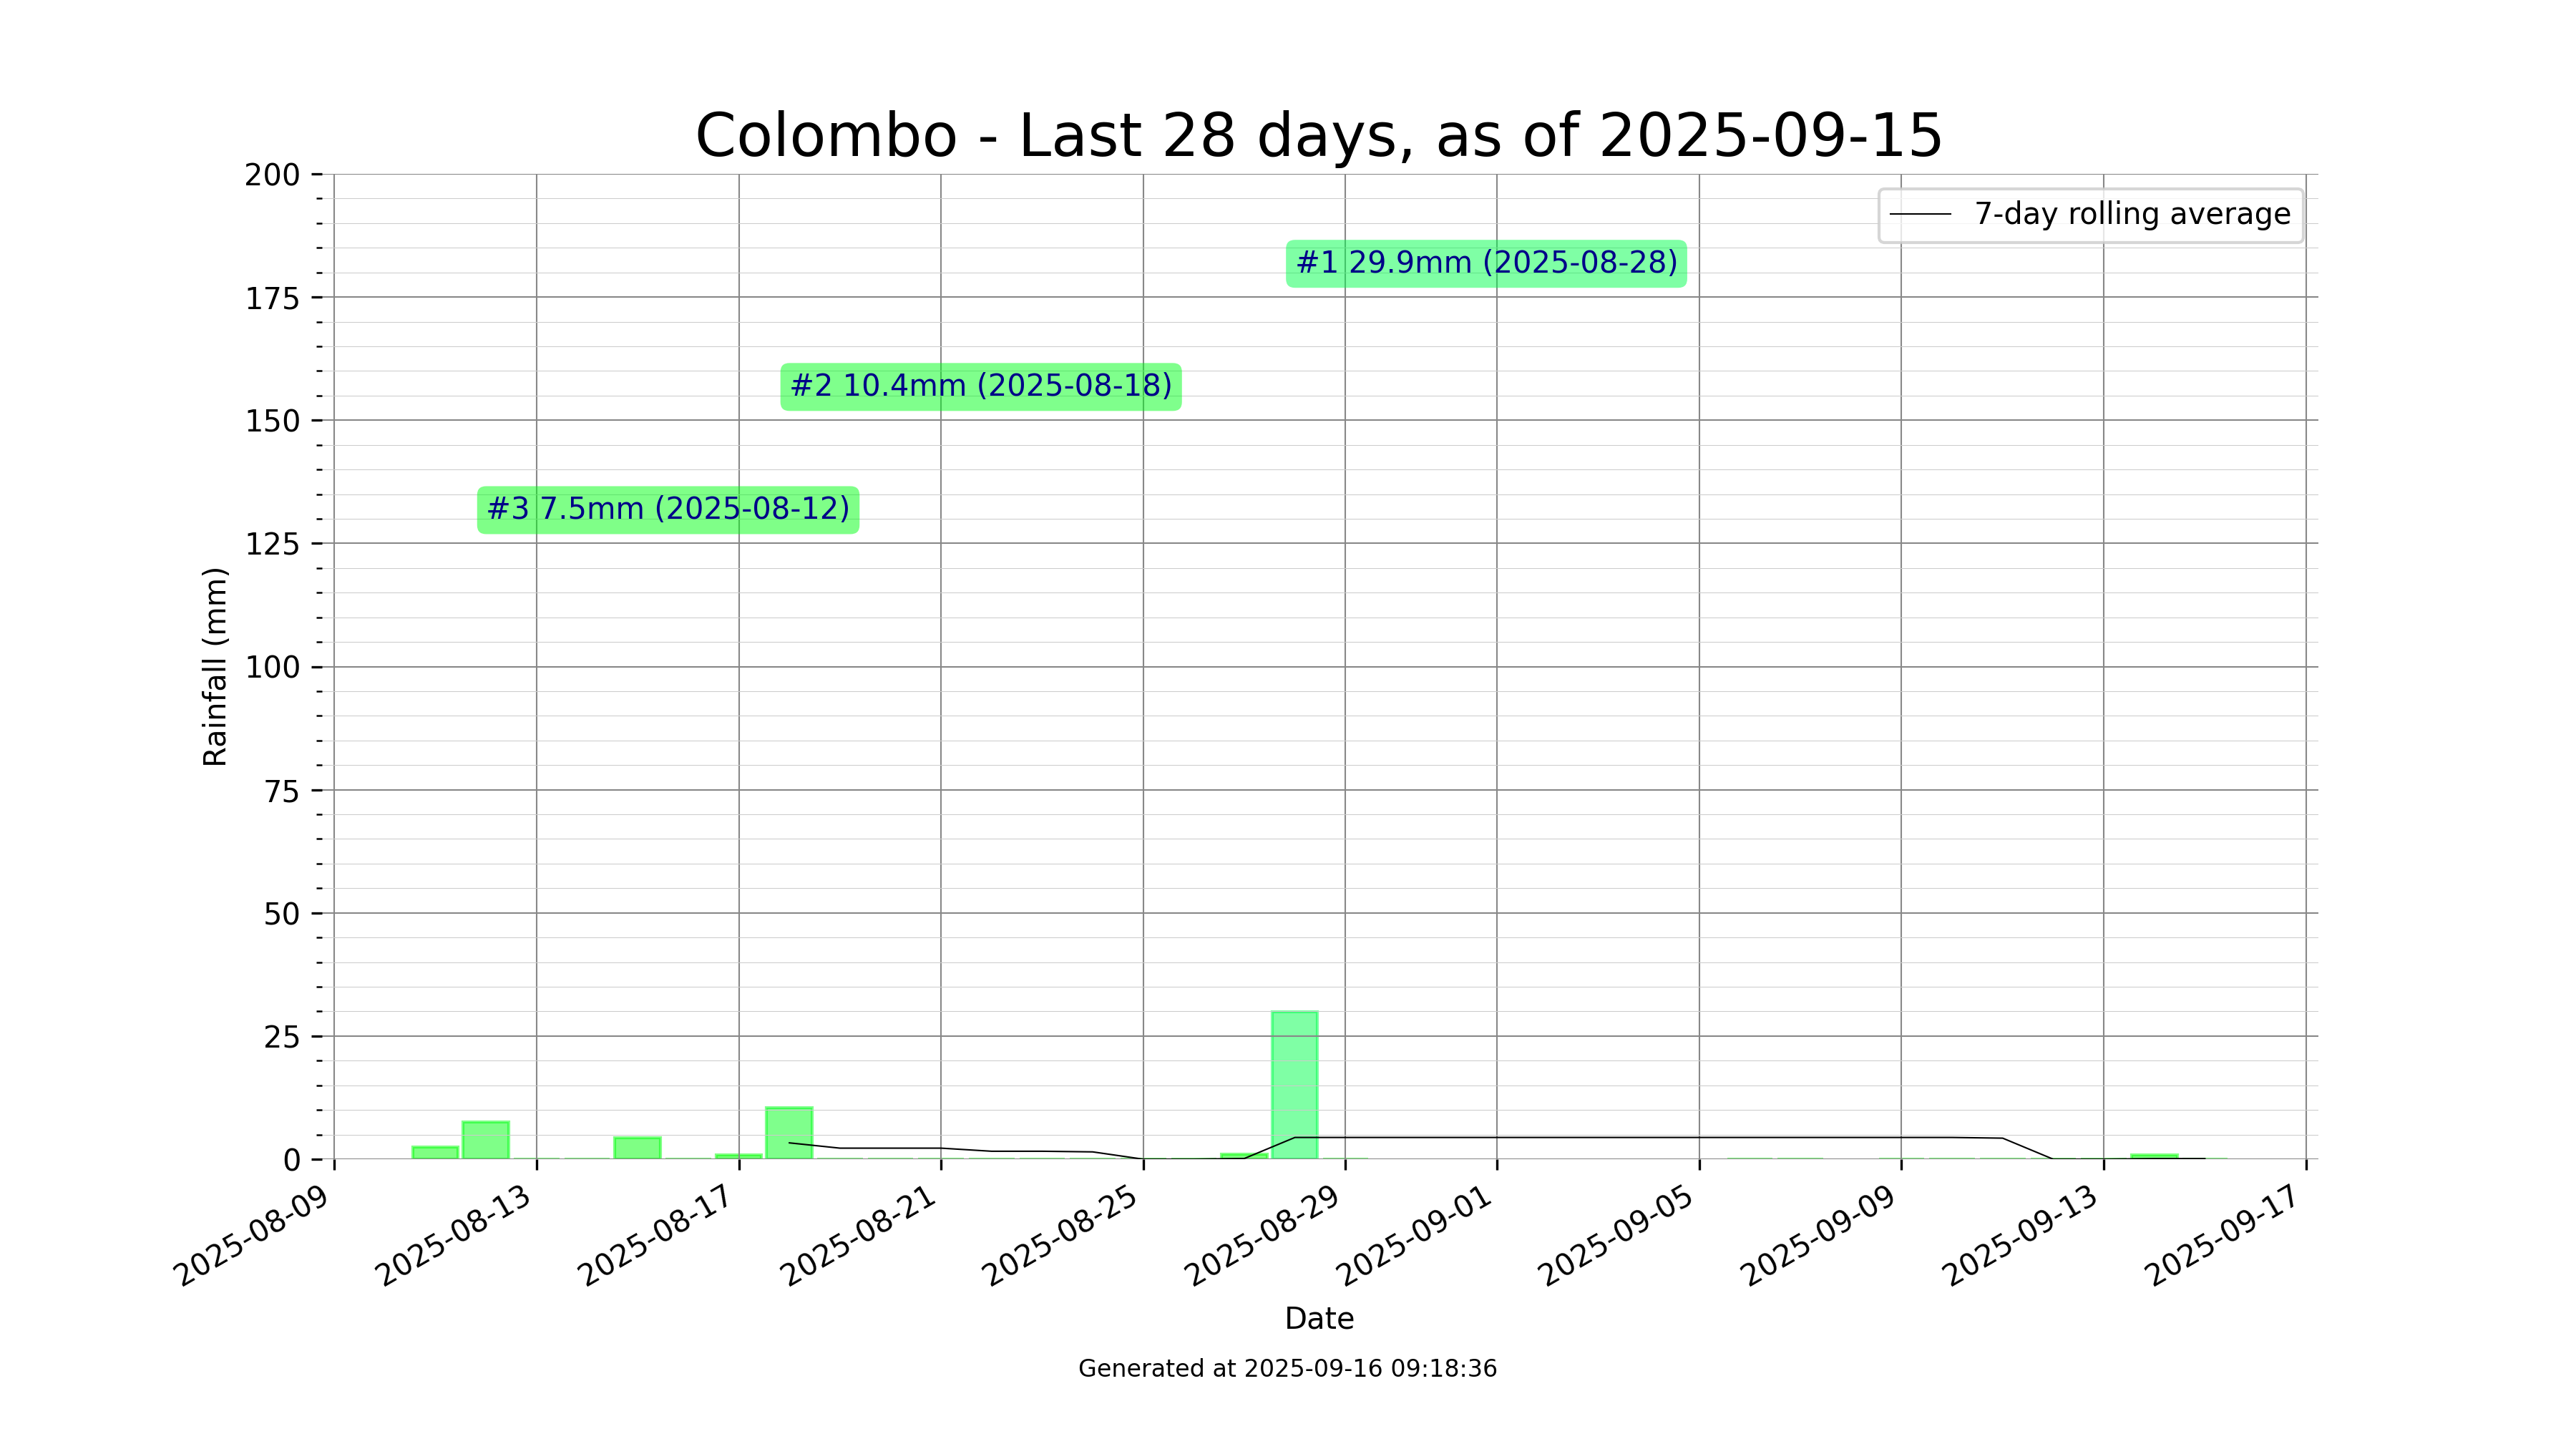 Colombo - Last 28 days, as of 2025-09-15
200
175
150
125
100
75
50
25
0
Rainfall (mm)
7-day rolling average
#1 29.9mm (2025-08-28)
#2 10.4mm (2025-08-18)
#3 7.5mm (2025-08-12)
2025-08-09
2025-08-13
2025-08-17
2025-08-21
2025-08-25
2025-08-29
2025-09-01
2025-09-05
2025-09-09
2025-09-13
2025-09-17
Date
Generated at 2025-09-16 09:18:36